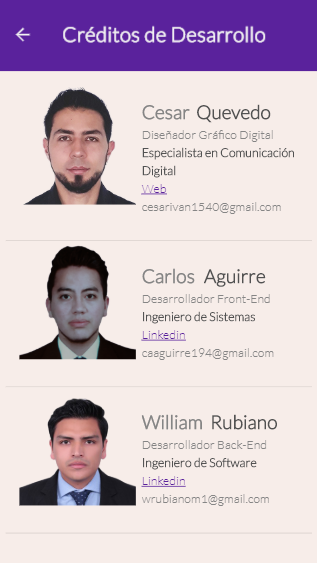 Créditos de Desarrollo
Cesar Quevedo
Diseñador Gráfico Digital
Especialista en Comunicación
Digital
Web
cesarivan1540@gmail.com
Carlos Aguirre
Desarrollador Front-End
Ingeniero de Sistemas
Linkedin
caaguirre194@gmail.com
William Rubiano
Desarrollador Back-End
Ingeniero de Software
Linkedin
wrubianom1@gmail.com